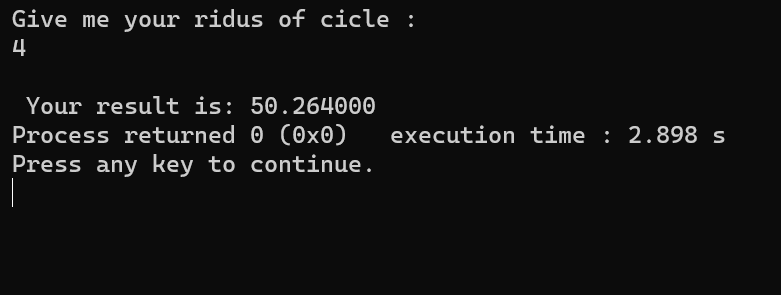 Give me your ridus of cicle :
4
Your result is: 50.264000
Process returned 0 (0x0)   execution time : 2.898 s
Press any key to continue.